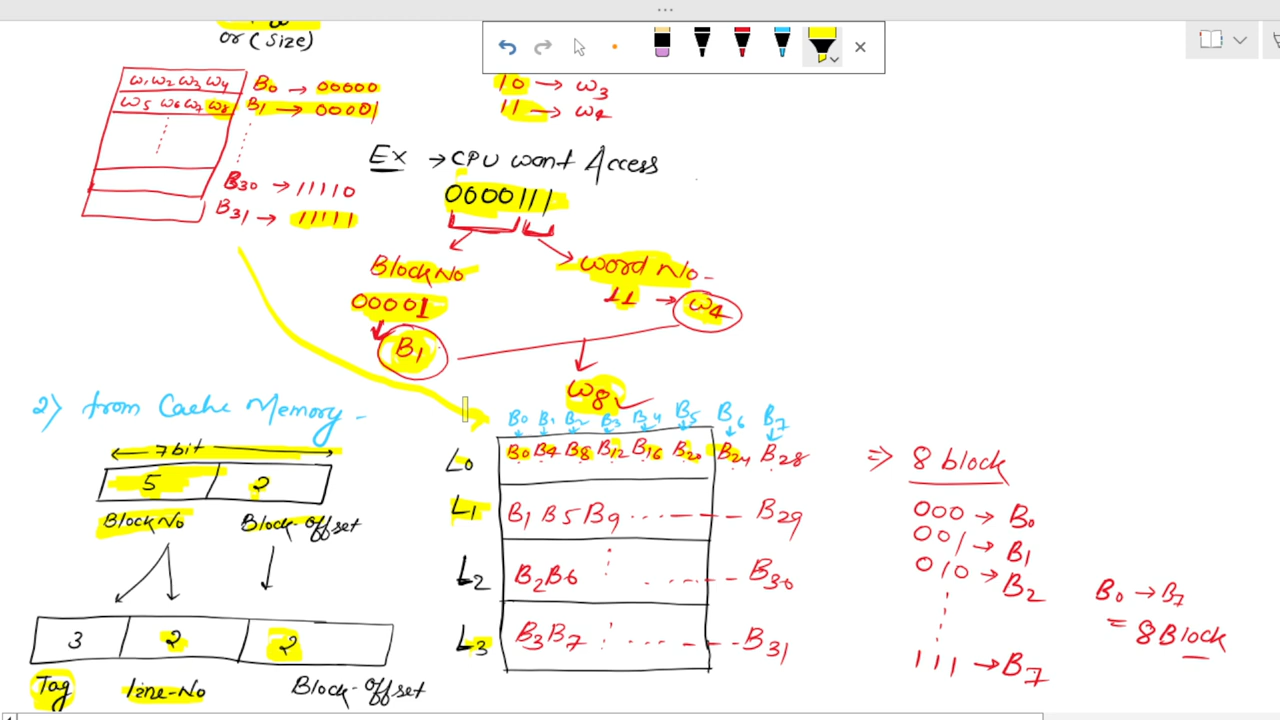 or (Size)
W1 W2 W3 W4 B0 → 00000
W5 W6 W7 W8 B1 → 00001
B30 → 11110
B31 → 11111
10 → W3
11 → W4
Ex → CPU want Access
0000111
Block No
00001
B1
word No-
11 → W4
W8
2) from Cache Memory -
7bit
5 2
Block No Block-Offset
3 2 2
Tag line-No Block-Offset
B0 B1 B2 B3 B4 B5 B6 B7
L0 B0 B4 B8 B12 B16 B20 B24 B28
L1 B1 B5 B9 ... B29
L2 B2 B6 ... B30
L3 B3 B7 ... B31
⇒ 8 block
000 → B0
001 → B1
010 → B2
111 → B7
B0 → B7
= 8 Block